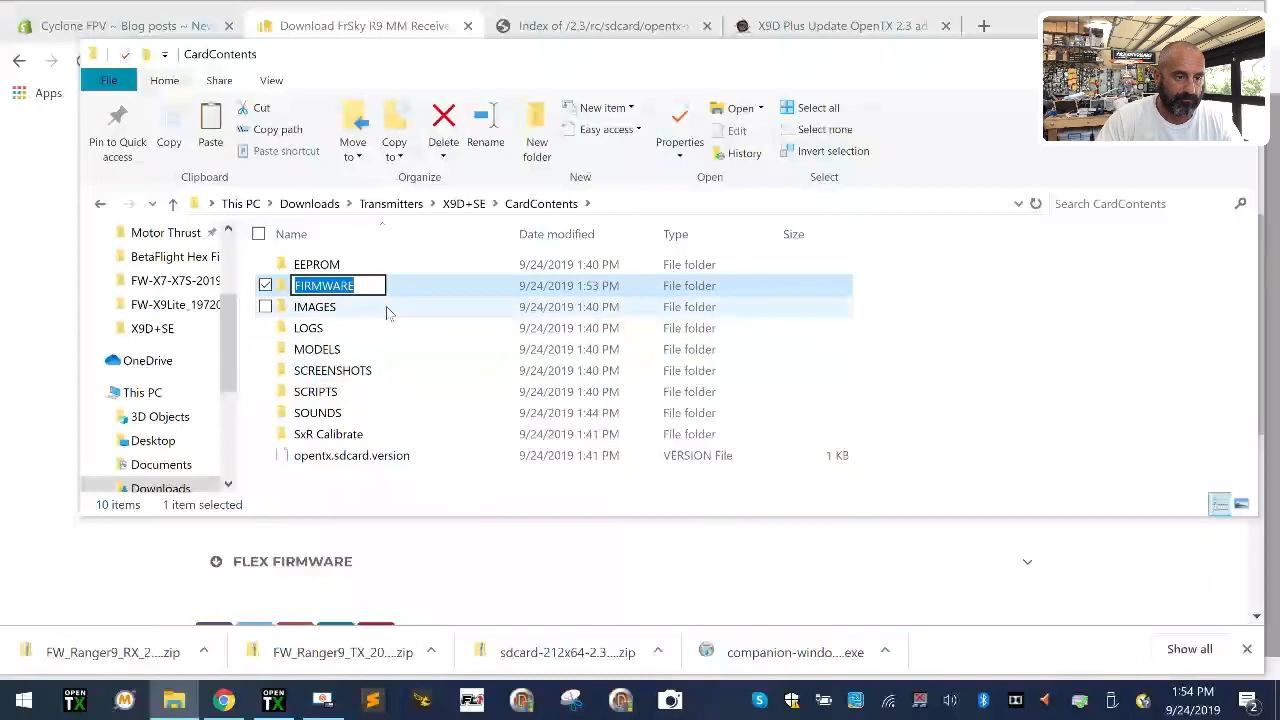 Cyclone FPV ~ Blog posts ~ Ne
Download FrSky R9 MM Receive
Index of /2.3/rc/sdcard/opentx-
X9D Plus Update OpenTX 2.3 ad
CardContents
File
Home
Share
View
Apps
Pin to Quick access...
Copy
Paste
Cut
Copy path
Paste shortcut
Move to
Copy to
Delete
Rename
New folder
New item
Easy access
Properties
Open
Edit
History
Select all
Select none
Invert selection
Clipboard
Organize
New
Open
Select
This PC
Downloads
Transmitters
X9D+SE
CardContents
Search CardContents
Motor Thrust
BetaFlight Hex Fi
FW-X7-X7S-2019
FW-X9Lite_19720
X9D+SE
OneDrive
This PC
3D Objects
Desktop
Documents
Downloads
Name Date modified Type Size
EEPROM 9/24/2019 1:40 PM File folder
FIRMWARE 9/24/2019 1:53 PM File folder
IMAGES 9/24/2019 1:40 PM File folder
LOGS 9/24/2019 1:40 PM File folder
MODELS 9/24/2019 1:40 PM File folder
SCREENSHOTS 9/24/2019 1:40 PM File folder
SCRIPTS 9/24/2019 1:40 PM File folder
SOUNDS 9/24/2019 1:44 PM File folder
SxR Calibrate 9/24/2019 1:41 PM File folder
opentx.sdcard.version 9/24/2019 1:41 PM VERSION File 1 KB
10 items 1 item selected
FLEX FIRMWARE
FW_Ranger9_RX_2....zip
FW_Ranger9_TX_20....zip
sdcard-212x64-2.3....zip
companion-windo....exe
Show all
OPEN TX
OPEN TX
1:54 PM
9/24/2019
2